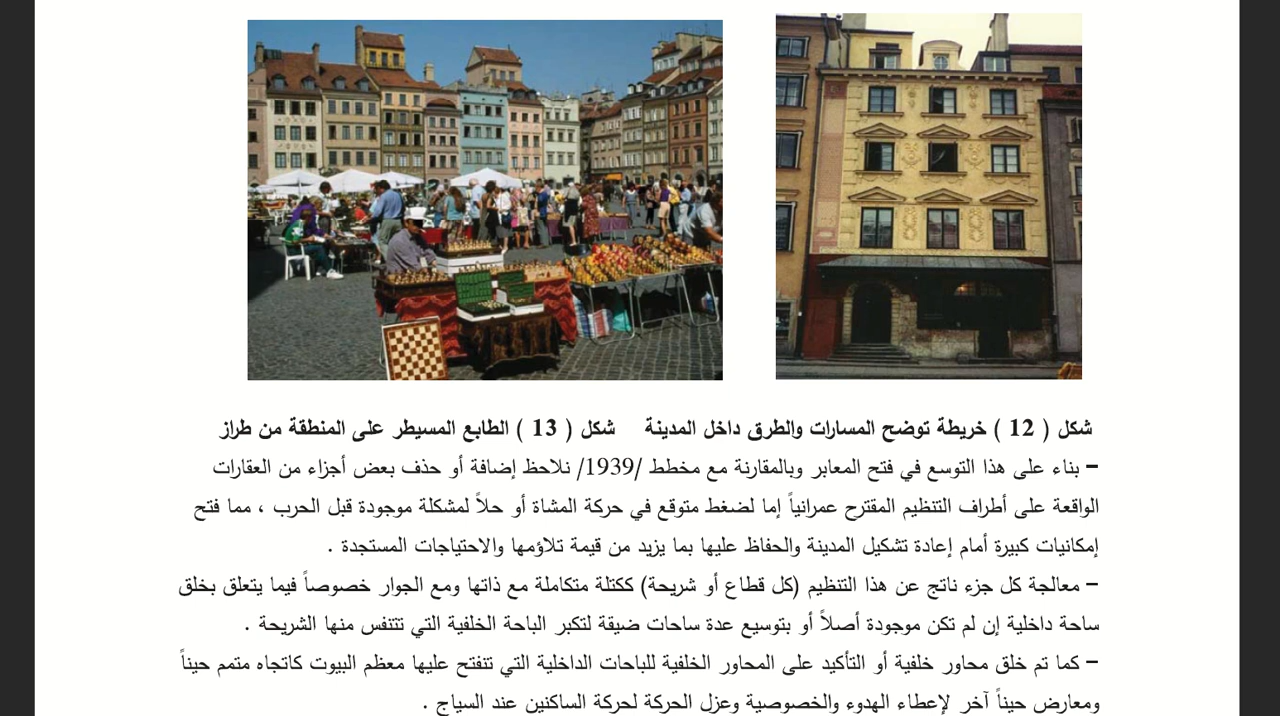 شكل ( 12 ) خريطة توضح المسارات والطرق داخل المدينة شكل ( 13 ) الطابع المسيطر على المنطقة من طراز
– بناء على هذا التوسع في فتح المعابر وبالمقارنة مع مخطط /1939/ نلاحظ إضافة أو حذف بعض أجزاء من العقارات
الواقعة على أطراف التنظيم المقترح عمرانياً إما لضغط متوقع في حركة المشاة أو حلاً لمشكلة موجودة قبل الحرب ، مما فتح
إمكانيات كبيرة أمام إعادة تشكيل المدينة والحفاظ عليها بما يزيد من قيمة تلاؤمها والاحتياجات المستجدة .
– معالجة كل جزء ناتج عن هذا التنظيم (كل قطاع أو شريحة) ككتلة متكاملة مع ذاتها ومع الجوار خصوصاً فيما يتعلق بخلق
ساحة داخلية إن لم تكن موجودة أصلاً أو بتوسيع عدة ساحات ضيقة لتكبر الباحة الخلفية التي تتنفس منها الشريحة .
– كما تم خلق محاور خلفية أو التأكيد على المحاور الخلفية للباحات الداخلية التي تنفتح عليها معظم البيوت كاتجاه متمم حيناً
ومعارض حيناً آخر لإعطاء الهدوء والخصوصية وعزل الحركة لحركة الساكنين عند السياح .